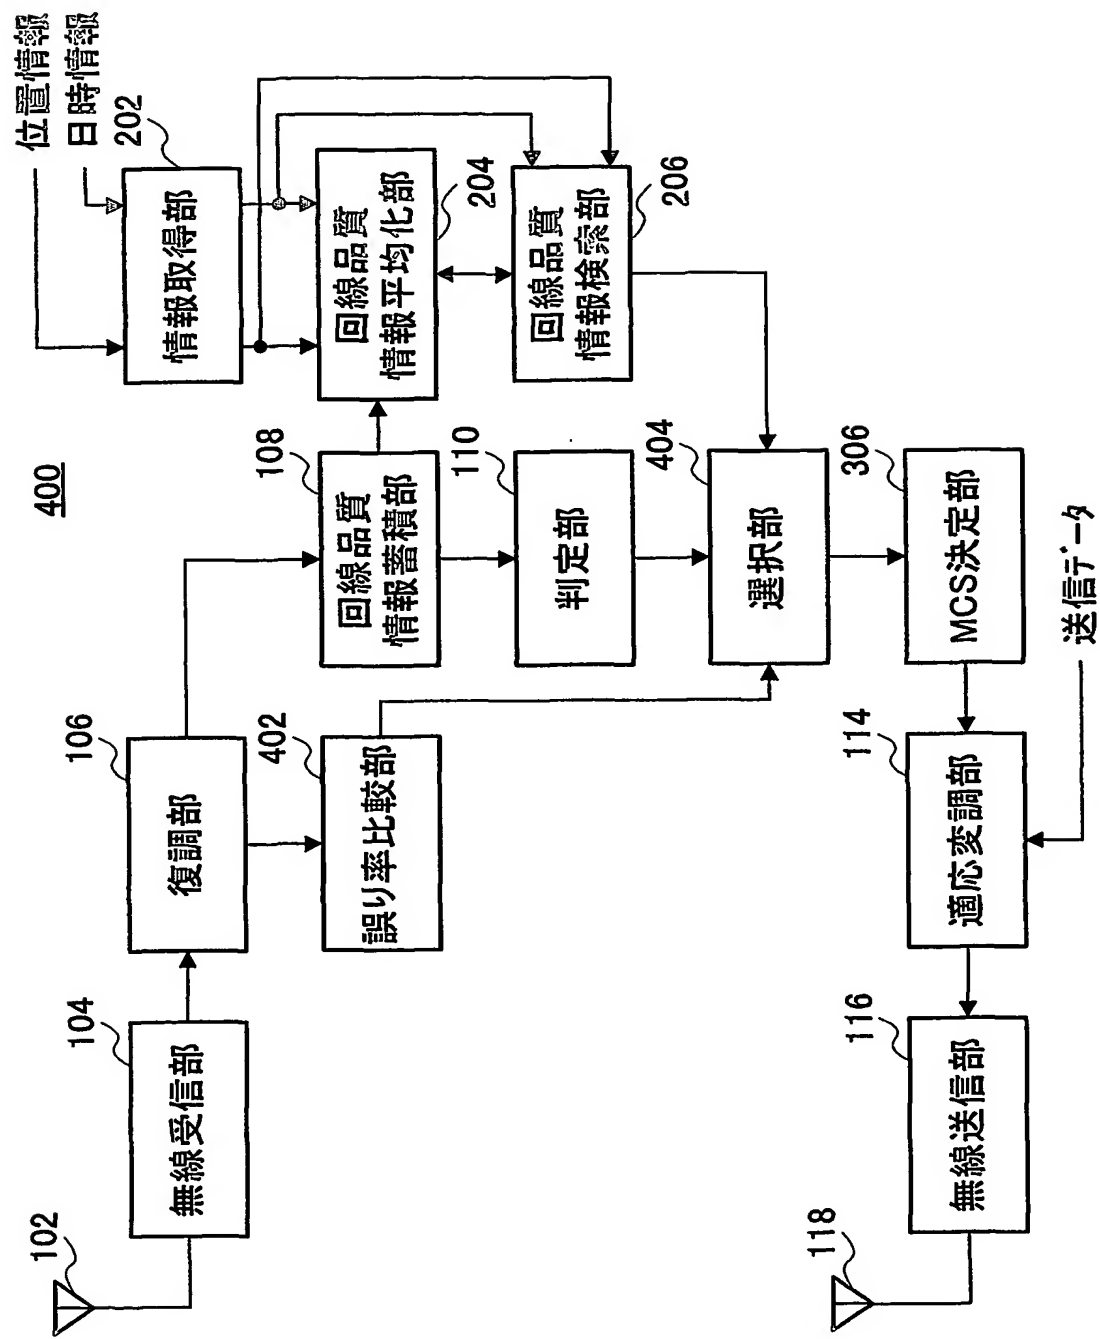 400
位置情報
日時情報
202
情報取得部
102
104
無線受信部
106
復調部
108
回線品質
情報蓄積部
回線品質
情報平均化部
204
402
誤り率比較部
110
判定部
回線品質
情報検索部
206
404
選択部
118
116
無線送信部
114
適応変調部
306
MCS決定部
送信データ